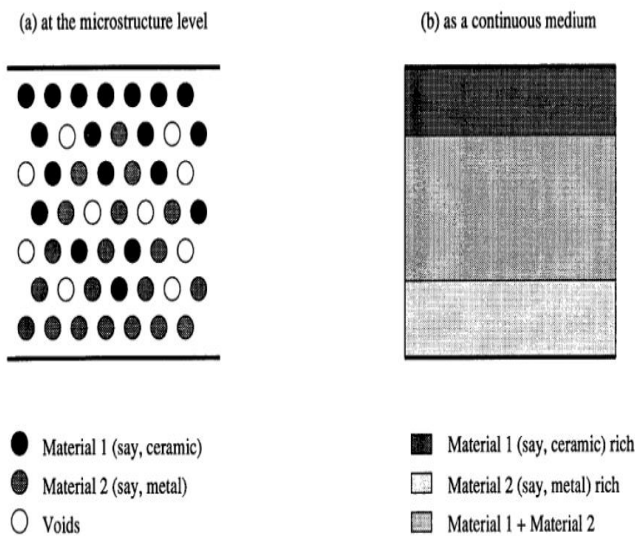 (a) at the microstructure level
(b) as a continuous medium
Material 1 (say, ceramic)
Material 2 (say, metal)
Voids
Material 1 (say, ceramic) rich
Material 2 (say, metal) rich
Material 1 + Material 2